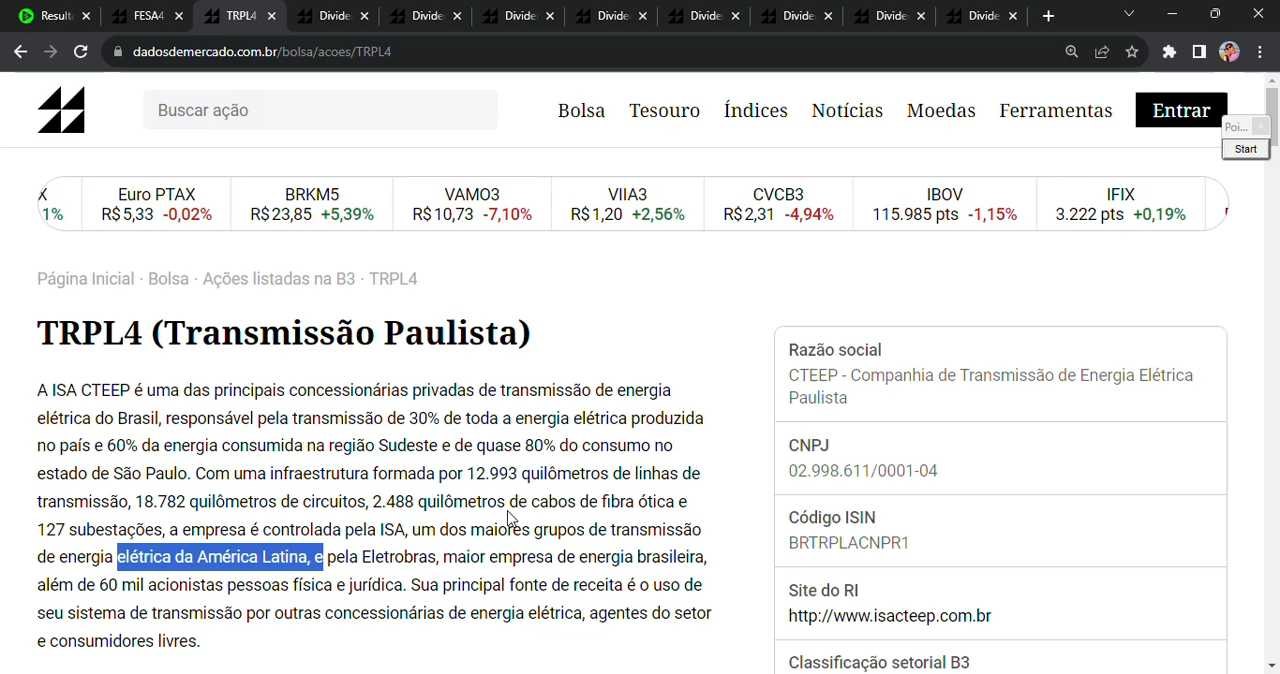 Result
FESA4
TRPL4
Divide
Divide
Divide
Divide
Divide
Divide
Divide
Divide
dadosdemercado.com.br/bolsa/acoes/TRPL4
Buscar ação
Bolsa Tesouro Índices Notícias Moedas Ferramentas Entrar
Poi...
Start
X Euro PTAX BRKM5 VAMO3 VIIA3 CVCB3 IBOV IFIX
1% R$ 5,33 -0,02% R$ 23,85 +5,39% R$ 10,73 -7,10% R$ 1,20 +2,56% R$ 2,31 -4,94% 115.985 pts -1,15% 3.222 pts +0,19%
Página Inicial · Bolsa · Ações listadas na B3 · TRPL4
TRPL4 (Transmissão Paulista)
A ISA CTEEP é uma das principais concessionárias privadas de transmissão de energia
elétrica do Brasil, responsável pela transmissão de 30% de toda a energia elétrica produzida
no país e 60% da energia consumida na região Sudeste e de quase 80% do consumo no
estado de São Paulo. Com uma infraestrutura formada por 12.993 quilômetros de linhas de
transmissão, 18.782 quilômetros de circuitos, 2.488 quilômetros de cabos de fibra ótica e
127 subestações, a empresa é controlada pela ISA, um dos maiores grupos de transmissão
de energia elétrica da América Latina, e pela Eletrobras, maior empresa de energia brasileira,
além de 60 mil acionistas pessoas física e jurídica. Sua principal fonte de receita é o uso de
seu sistema de transmissão por outras concessionárias de energia elétrica, agentes do setor
e consumidores livres.
Razão social
CTEEP - Companhia de Transmissão de Energia Elétrica
Paulista
CNPJ
02.998.611/0001-04
Código ISIN
BRTRPLACNPR1
Site do RI
http://www.isacteep.com.br
Classificação setorial B3